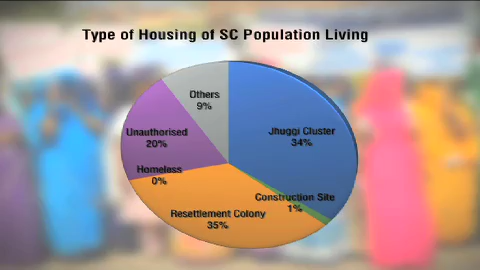 Type of Housing of SC Population Living
Others
9%
Jhuggi Cluster
34%
Unauthorised
20%
Homeless
0%
Construction Site
1%
Resettlement Colony
35%